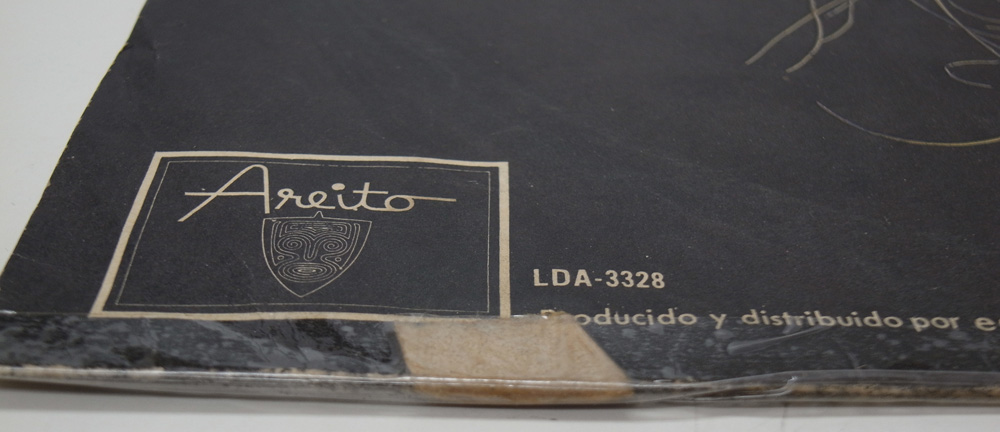 Areito
LDA-3328
Producido y distribuido por